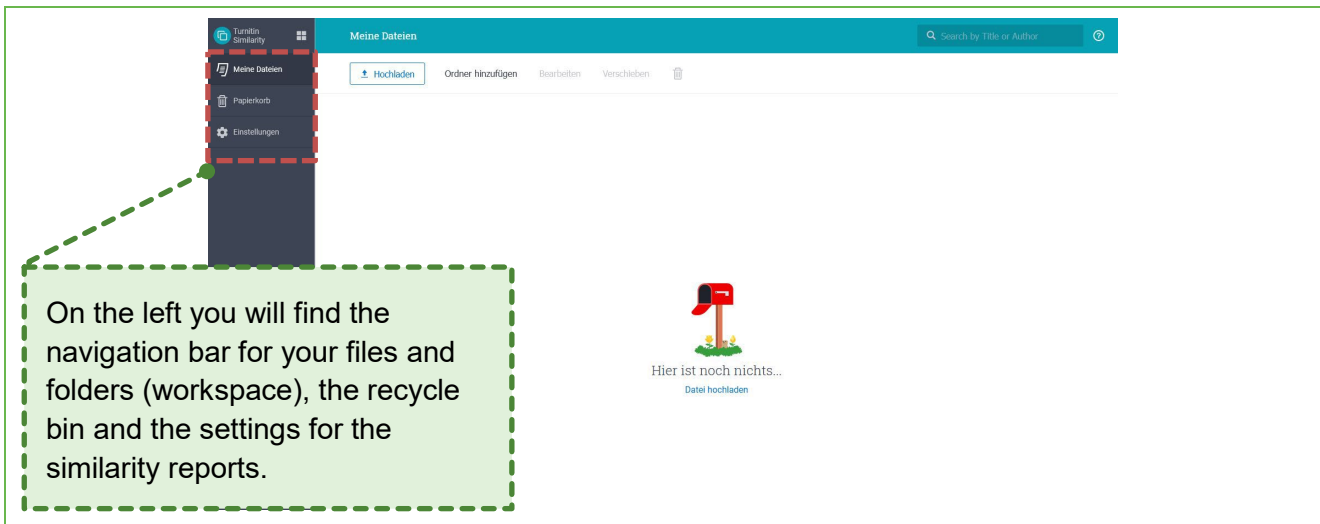 Turnitin
Similarity
Meine Dateien
Search by Title or Author
Meine Dateien
Hochladen Ordner hinzufügen Bearbeiten Verschieben
Papierkorb
Einstellungen
On the left you will find the
navigation bar for your files and
folders (workspace), the recycle
bin and the settings for the
similarity reports.
Hier ist noch nichts...
Datei hochladen